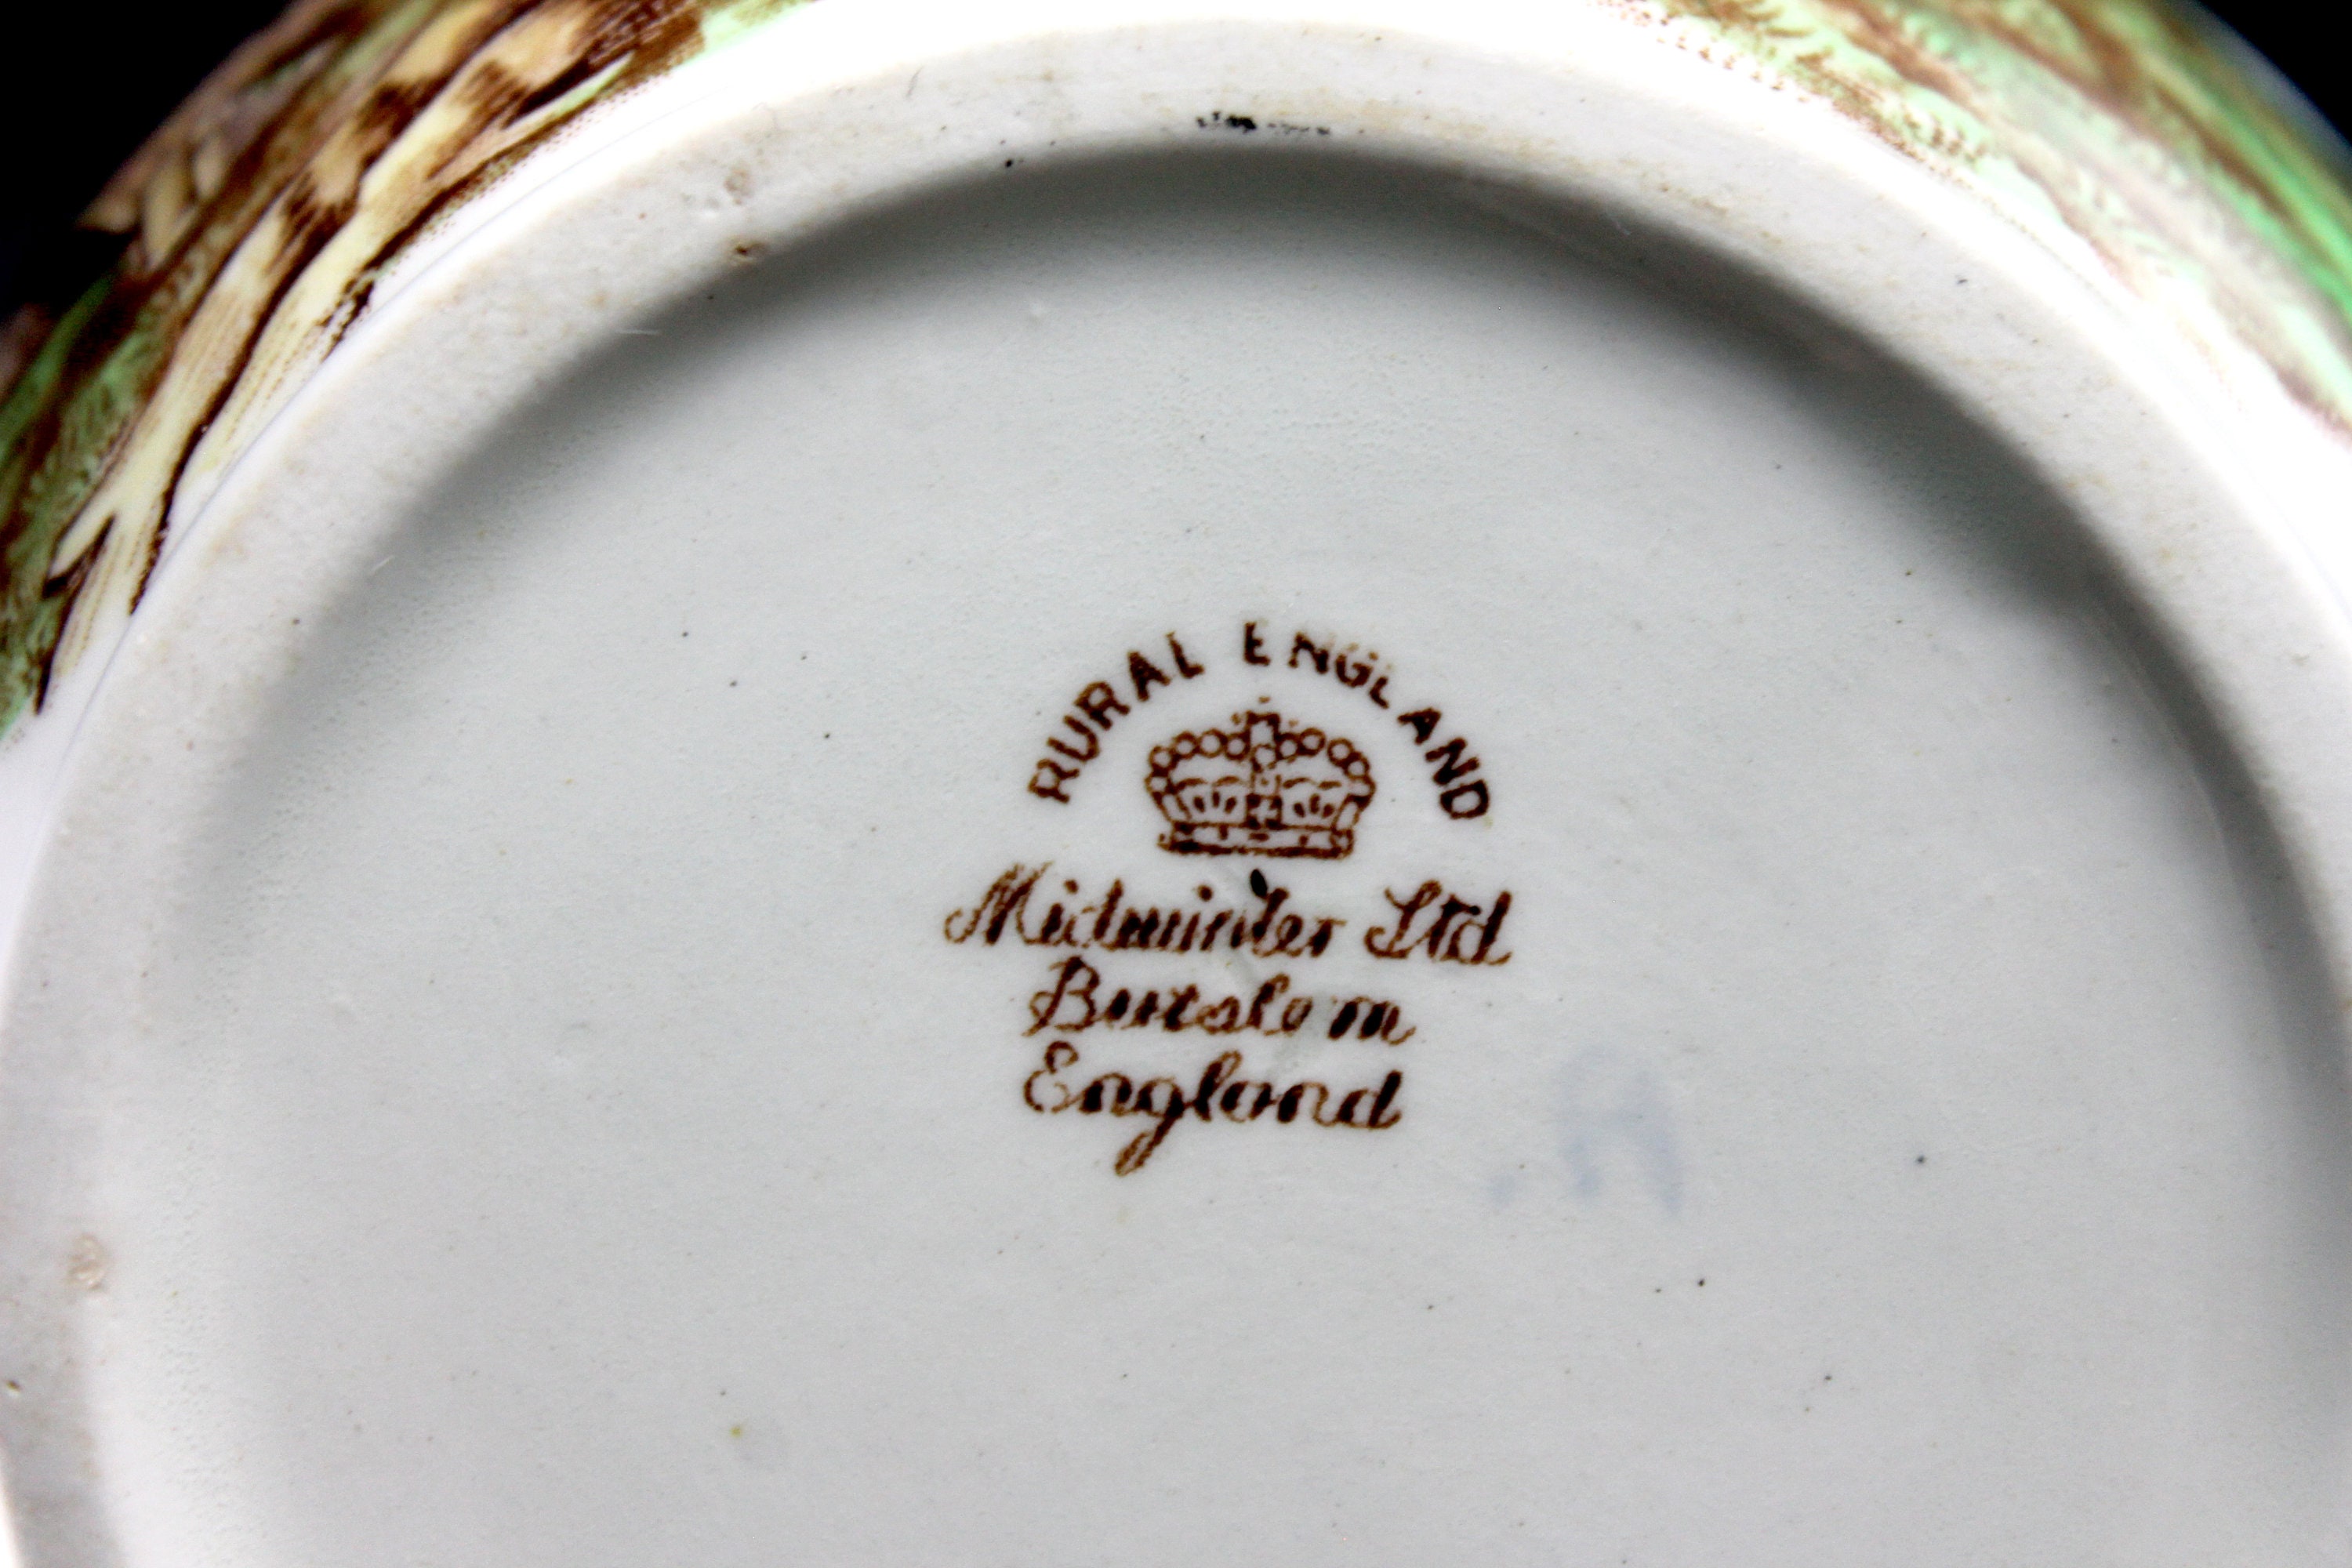 RURAL ENGLAND
Midwinter Ltd
Burslem
England